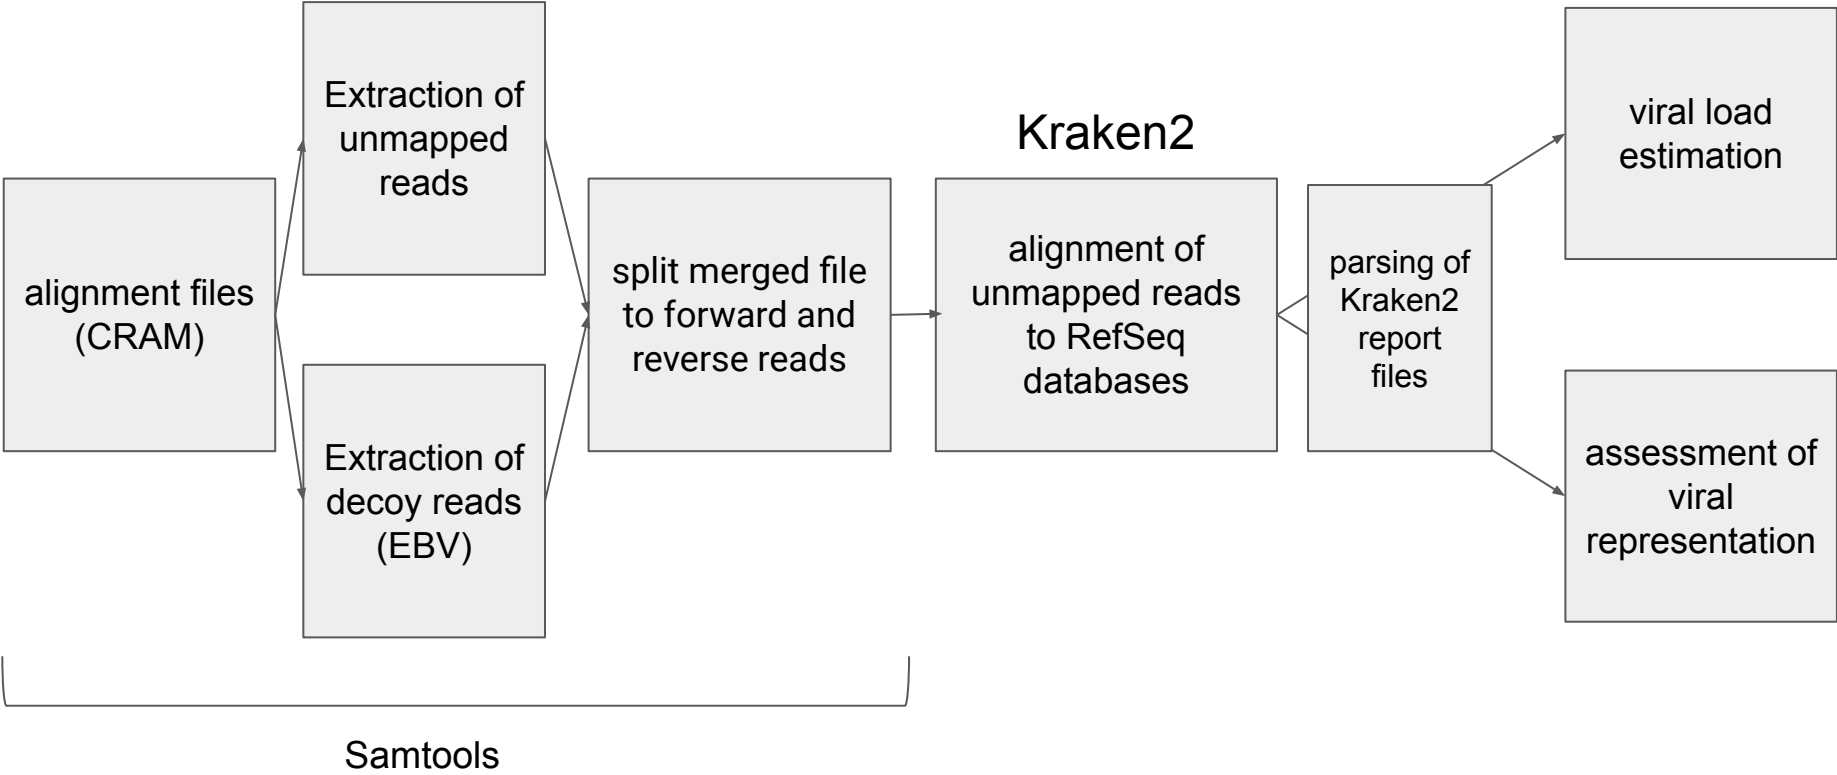 alignment files
(CRAM)
Extraction of
unmapped
reads
Extraction of
decoy reads
(EBV)
split merged file
to forward and
reverse reads
Kraken2
alignment of
unmapped reads
to RefSeq
databases
parsing of
Kraken2
report
files
viral load
estimation
assessment of
viral
representation
Samtools